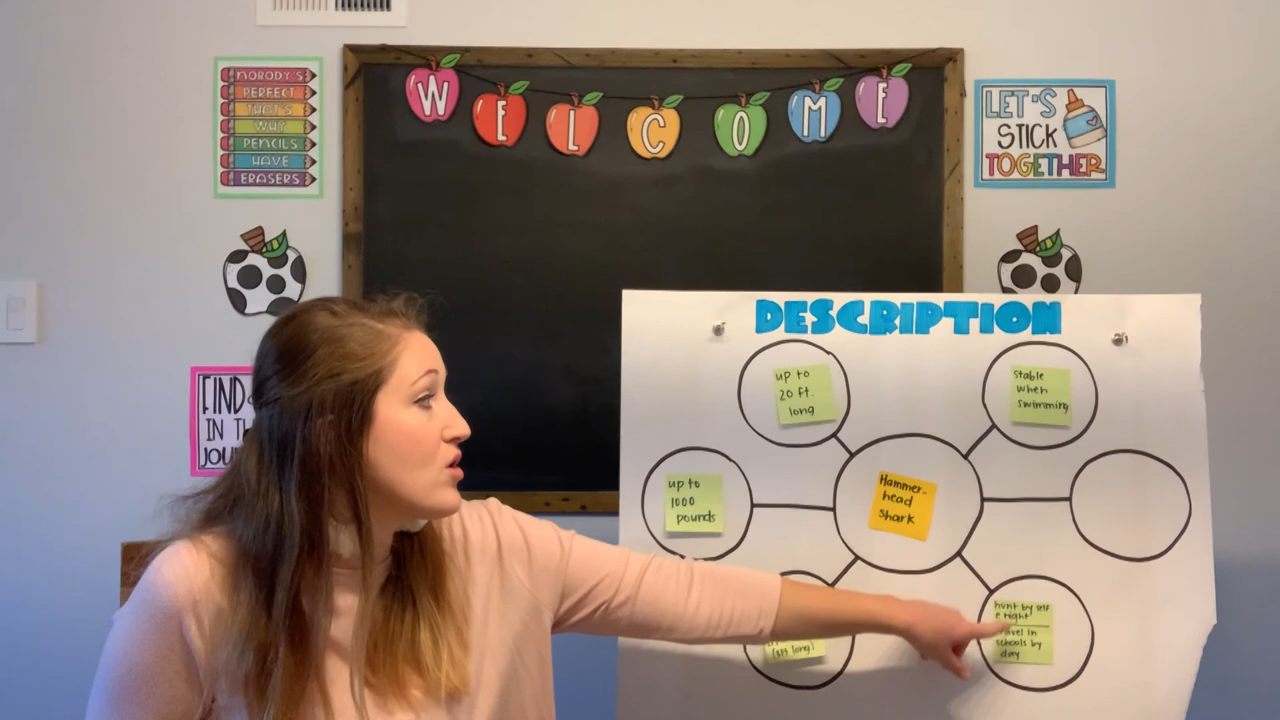 NOBODY'S
PERFECT
THAT'S
WHY
PENCILS
HAVE
ERASERS
WELCOME
LET'S
STICK
TOGETHER
FIND
IN
JOU
DESCRIPTION
up to
20 ft.
long
stable
when
swimming
up to
1000
pounds
Hammer-
head
shark
long)
hunt by self
@ night
travel in
schools by
day